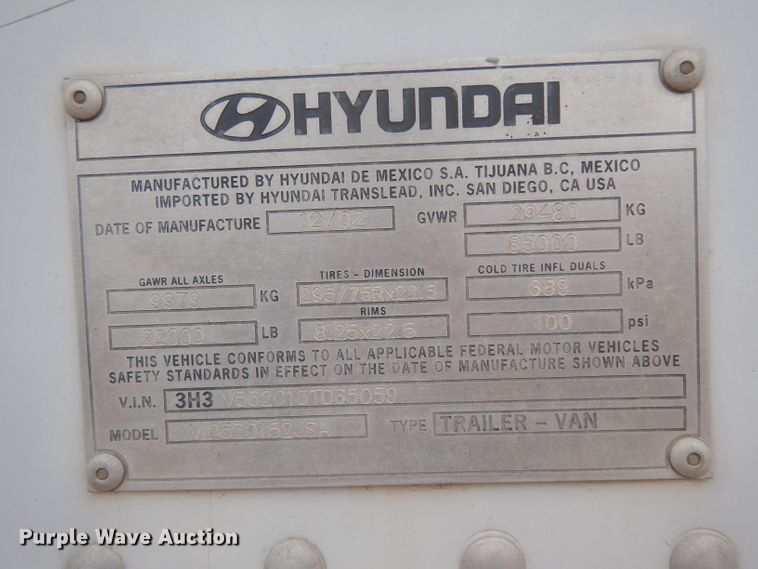 HYUNDAI
MANUFACTURED BY HYUNDAI DE MEXICO S.A. TIJUANA B.C, MEXICO
IMPORTED BY HYUNDAI TRANSLEAD, INC. SAN DIEGO, CA USA
DATE OF MANUFACTURE 12/02 GVWR 29480 KG
65000 LB
GAWR ALL AXLES TIRES - DIMENSION COLD TIRE INFL DUALS
9979 KG 295/75Rx22.5 689 kPa
RIMS
22000 LB 8.25x22.5 100 psi
THIS VEHICLE CONFORMS TO ALL APPLICABLE FEDERAL MOTOR VEHICLES
SAFETY STANDARDS IN EFFECT ON THE DATE OF MANUFACTURE SHOWN ABOVE
V.I.N. 3H3
MODEL TYPE TRAILER - VAN
Purple Wave Auction